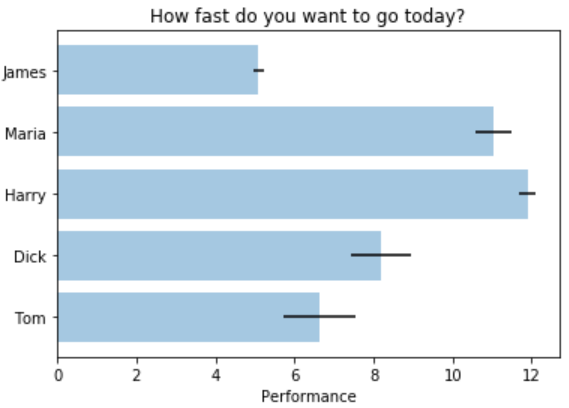 How fast do you want to go today?
James
Maria
Harry
Dick
Tom
0 2 4 6 8 10 12
Performance